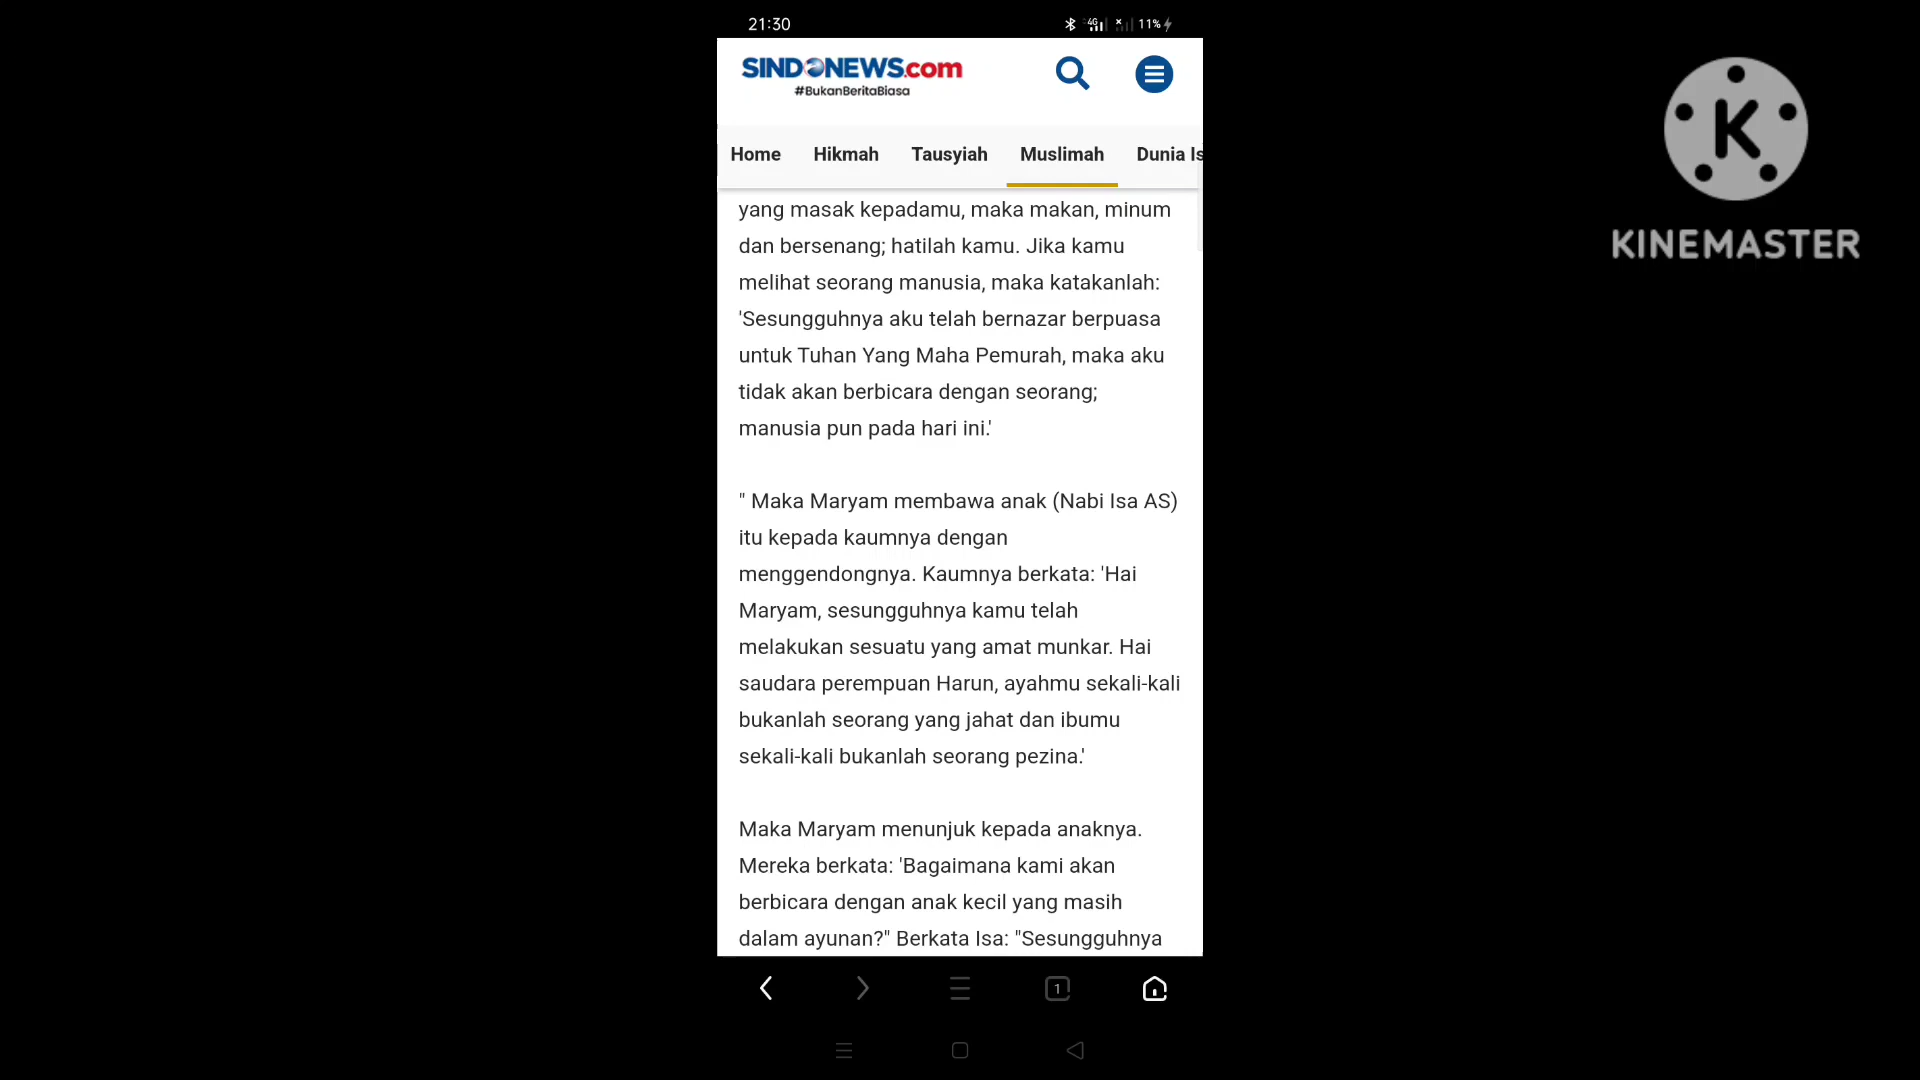 21:30
4G
11%
SINDONEWS.com
#BukanBeritaBiasa
Home Hikmah Tausyiah Muslimah Dunia Is
yang masak kepadamu, maka makan, minum
dan bersenang; hatilah kamu. Jika kamu
melihat seorang manusia, maka katakanlah:
'Sesungguhnya aku telah bernazar berpuasa
untuk Tuhan Yang Maha Pemurah, maka aku
tidak akan berbicara dengan seorang;
manusia pun pada hari ini.'
" Maka Maryam membawa anak (Nabi Isa AS)
itu kepada kaumnya dengan
menggendongnya. Kaumnya berkata: 'Hai
Maryam, sesungguhnya kamu telah
melakukan sesuatu yang amat munkar. Hai
saudara perempuan Harun, ayahmu sekali-kali
bukanlah seorang yang jahat dan ibumu
sekali-kali bukanlah seorang pezina.'
Maka Maryam menunjuk kepada anaknya.
Mereka berkata: 'Bagaimana kami akan
berbicara dengan anak kecil yang masih
dalam ayunan?" Berkata Isa: "Sesungguhnya
1
K
KINEMASTER